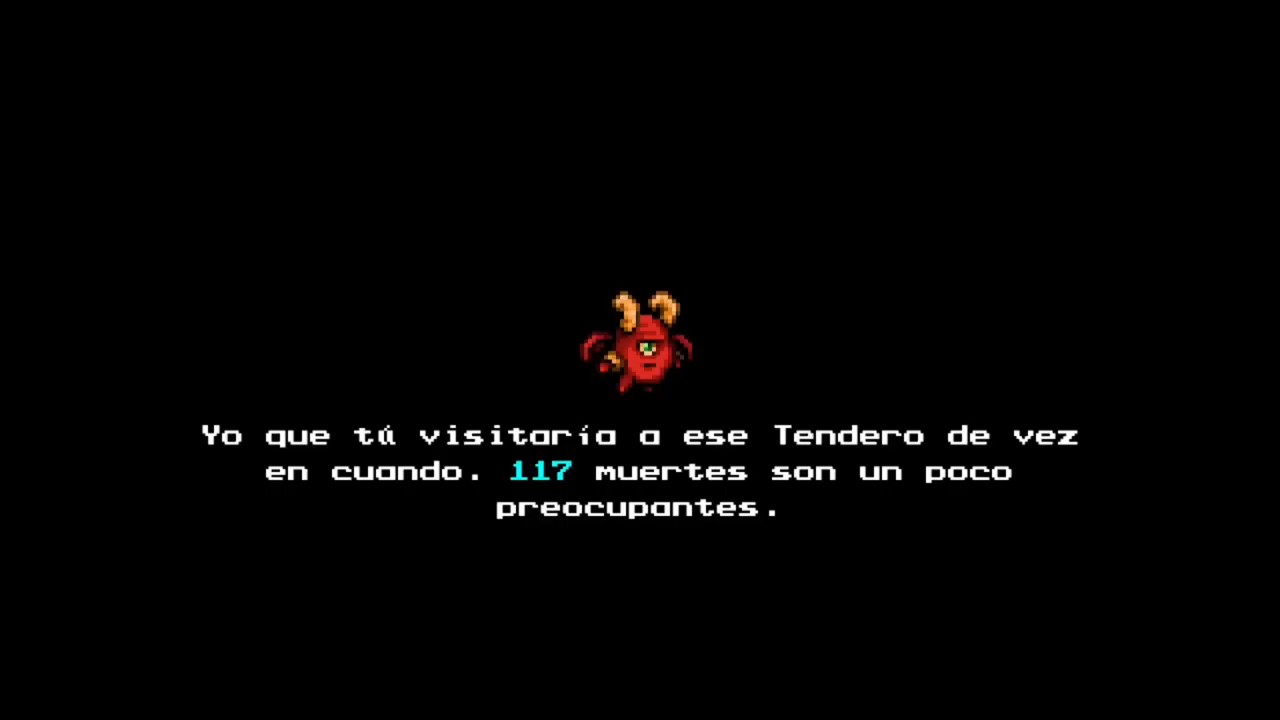 Yo que tú visitaría a ese Tendero de vez
en cuando. 117 muertes son un poco
preocupantes.